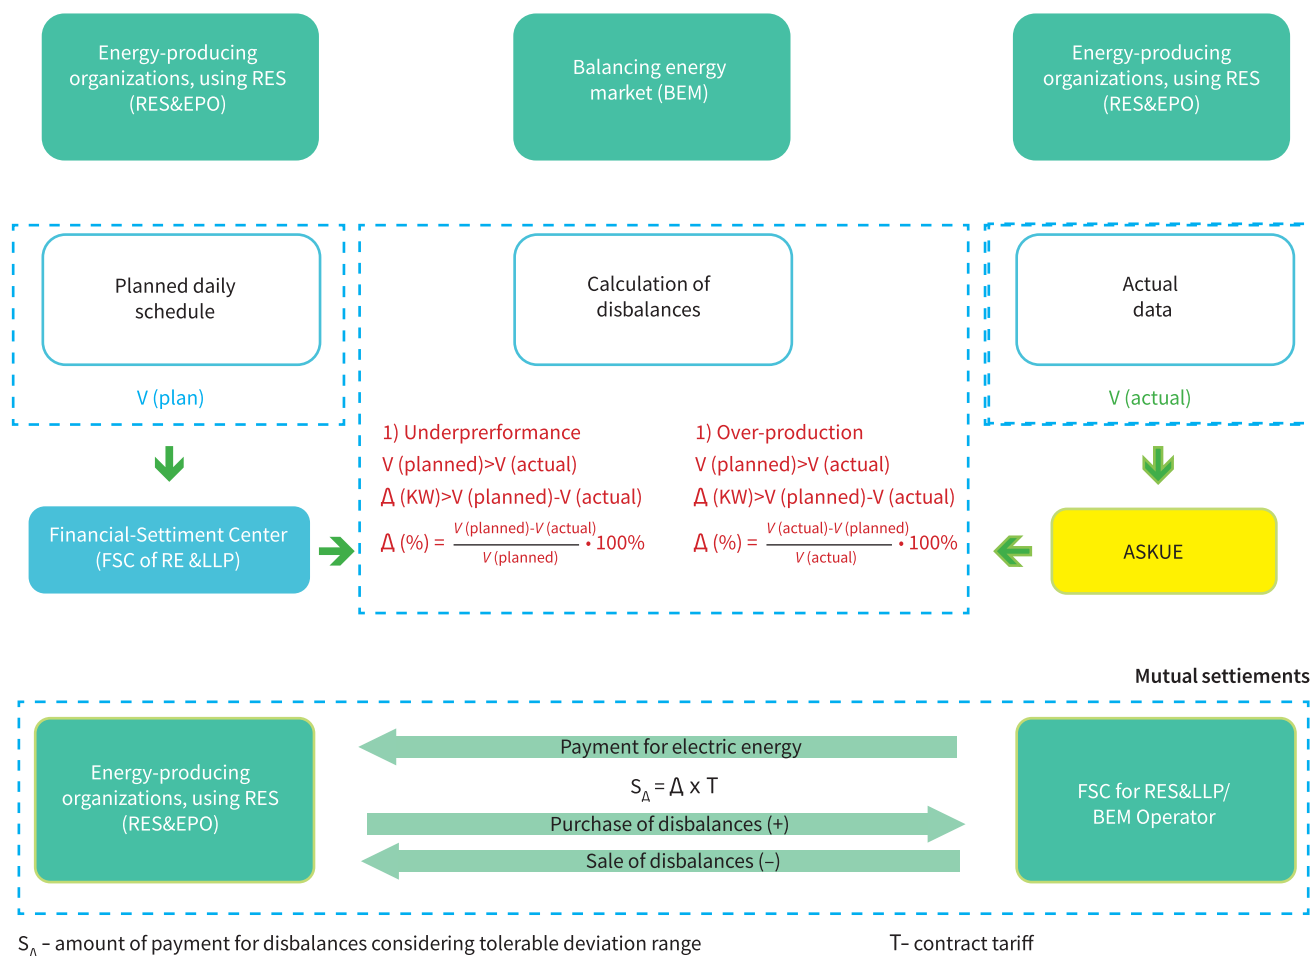 Energy-producing
organizations, using RES
(RES&EPO)
Balancing energy
market (BEM)
Energy-producing
organizations, using RES
(RES&EPO)
Planned daily
schedule
V (plan)
Calculation of
disbalances
Actual
data
V (actual)
1) Underprerformance
V (planned)>V (actual)
Δ (KW)>V (planned)-V (actual)
Δ (%) = V (planned)-V (actual) / V (planned) • 100%
1) Over-production
V (planned)>V (actual)
Δ (KW)>V (planned)-V (actual)
Δ (%) = V (actual)-V (planned) / V (actual) • 100%
Financial-Settiment Center
(FSC of RE &LLP)
ASKUE
Mutual settiements
Energy-producing
organizations, using RES
(RES&EPO)
Payment for electric energy
S_Δ = Δ x T
Purchase of disbalances (+)
Sale of disbalances (–)
FSC for RES&LLP/
BEM Operator
S_Δ – amount of payment for disbalances considering tolerable deviation range
T– contract tariff